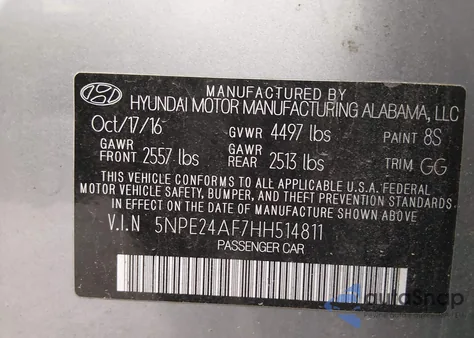 MANUFACTURED BY
HYUNDAI MOTOR MANUFACTURING ALABAMA, LLC
Oct/17/16 GVWR 4497 lbs PAINT 8S
GAWR FRONT 2557 lbs GAWR REAR 2513 lbs TRIM GG
THIS VEHICLE CONFORMS TO ALL APPLICABLE U.S.A. FEDERAL
MOTOR VEHICLE SAFETY, BUMPER, AND THEFT PREVENTION STANDARDS
IN EFFECT ON THE DATE OF MANUFACTURE SHOWN ABOVE.
V.I.N 5NPE24AF7HH514811
PASSENGER CAR
autoSnap